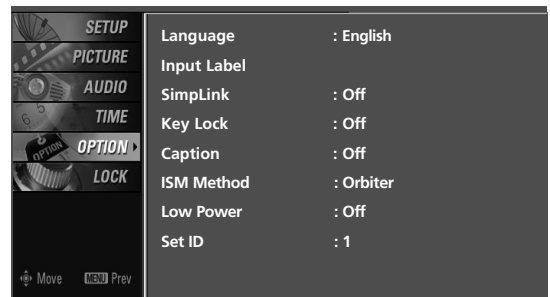 SETUP
PICTURE
AUDIO
TIME
OPTION
LOCK
Move MENU Prev
Language : English
Input Label
SimpLink : Off
Key Lock : Off
Caption : Off
ISM Method : Orbiter
Low Power : Off
Set ID : 1